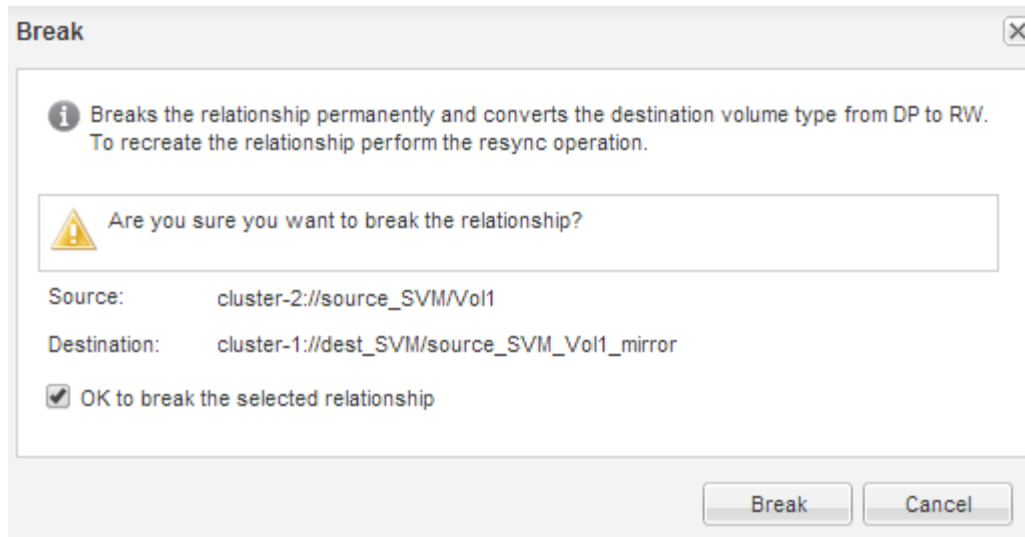 Break
Breaks the relationship permanently and converts the destination volume type from DP to RW.
To recreate the relationship perform the resync operation.
Are you sure you want to break the relationship?
Source: cluster-2://source_SVM/Vol1
Destination: cluster-1://dest_SVM/source_SVM_Vol1_mirror
OK to break the selected relationship
Break Cancel